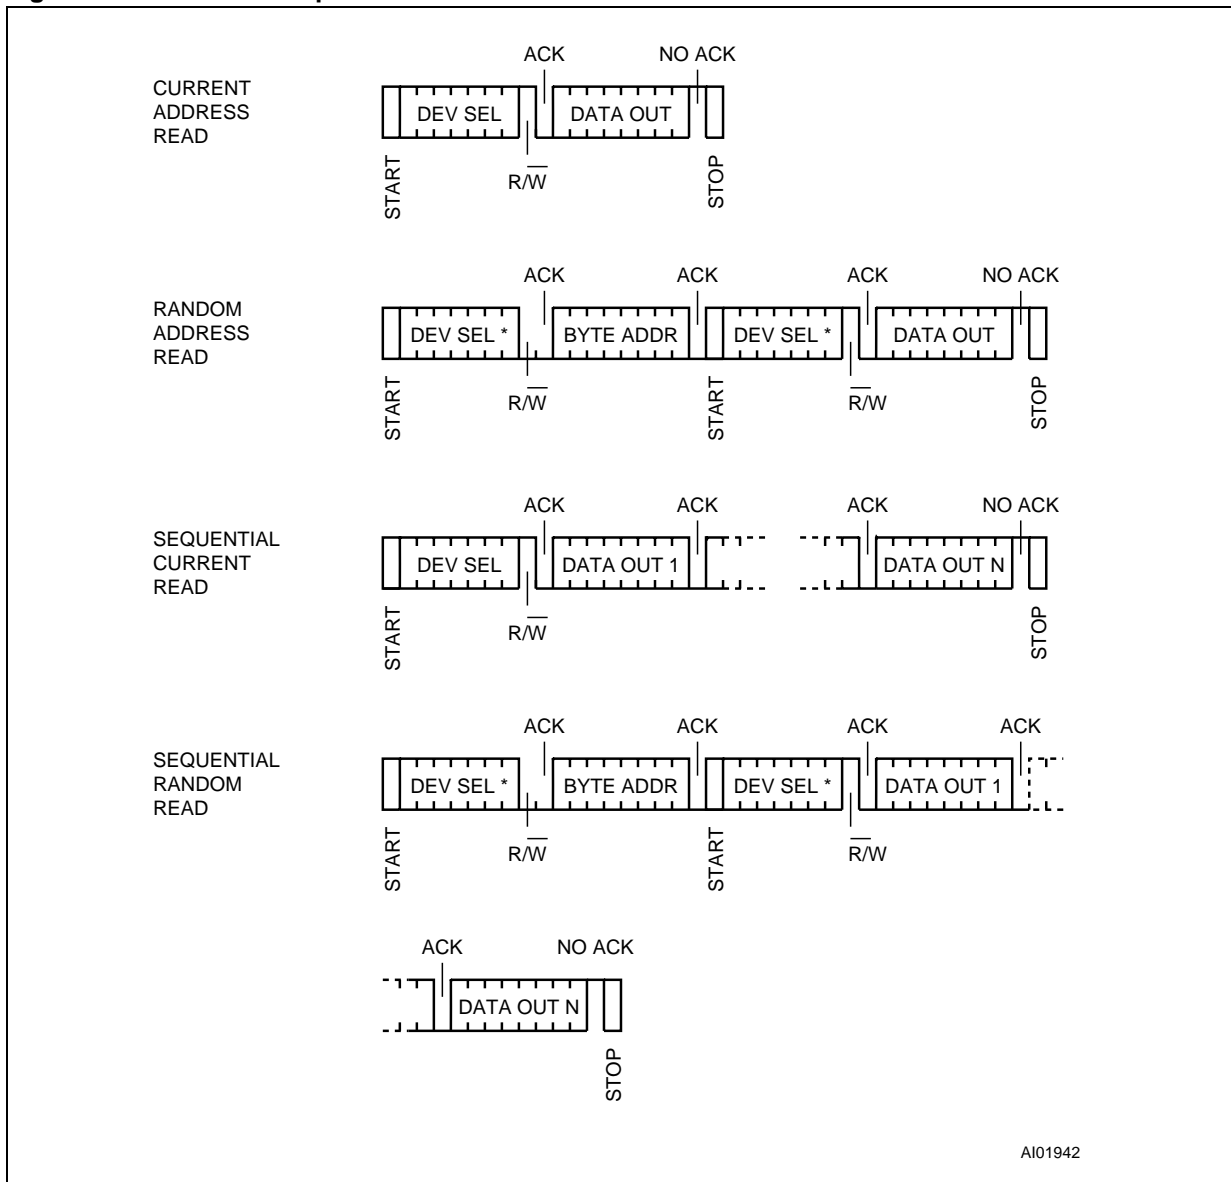 ACK NO ACK
CURRENT
ADDRESS
READ
DEV SEL DATA OUT
START R/W̅ STOP
ACK ACK ACK NO ACK
RANDOM
ADDRESS
READ
DEV SEL * BYTE ADDR DEV SEL * DATA OUT
START R/W̅ START R̅/W STOP
ACK ACK ACK NO ACK
SEQUENTIAL
CURRENT
READ
DEV SEL DATA OUT 1 DATA OUT N
START R/W̅ STOP
ACK ACK ACK ACK
SEQUENTIAL
RANDOM
READ
DEV SEL * BYTE ADDR DEV SEL * DATA OUT 1
START R/W̅ START R̅/W
ACK NO ACK
DATA OUT N
STOP
AI01942